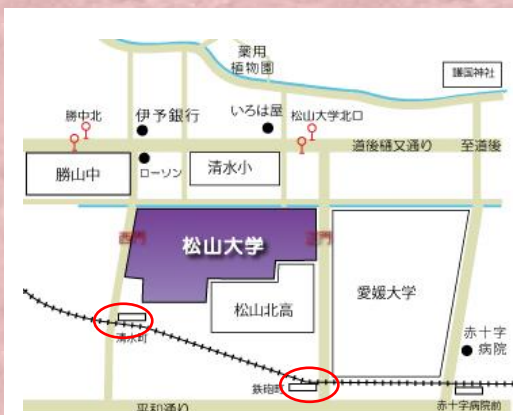 薬用
植物園
護国神社
勝中北
伊予銀行
いろは屋
松山大学北口
道後樋又通り
至道後
勝山中
ローソン
清水小
西門
松山大学
正門
愛媛大学
松山北高
清水町
赤十字
病院
鉄砲町
赤十字病院前
平和通り